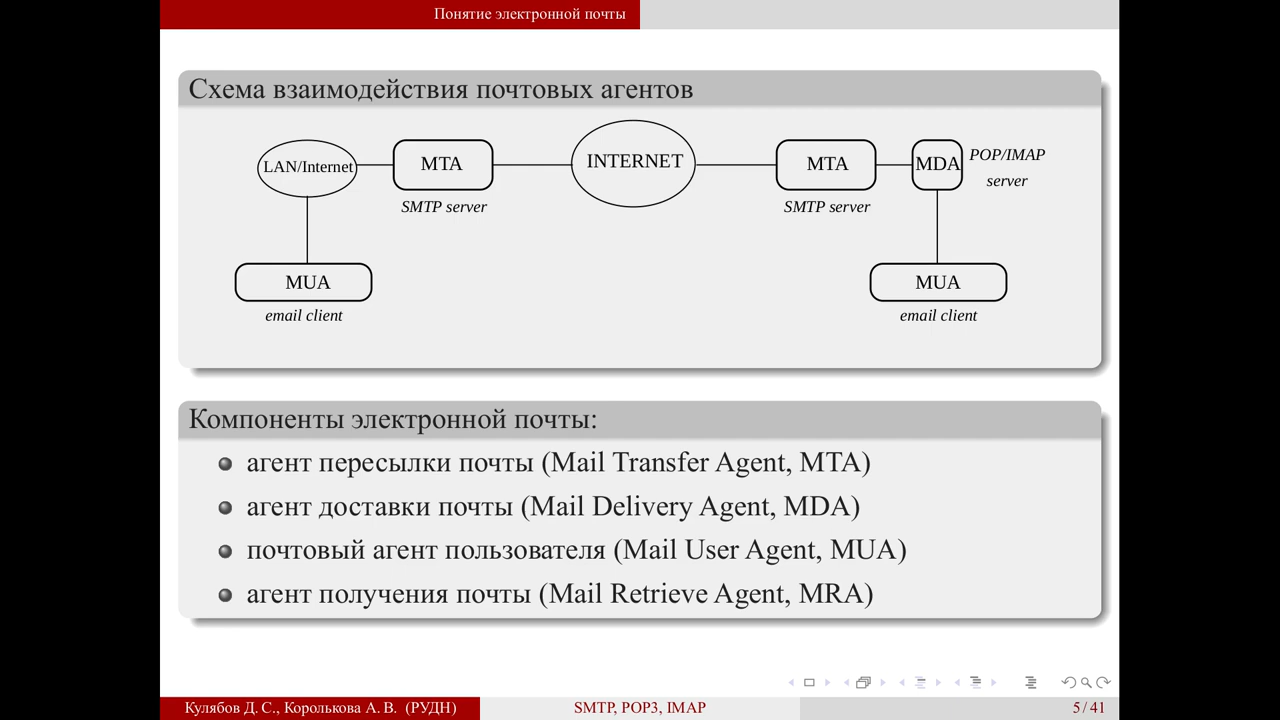 Понятие электронной почты
Схема взаимодействия почтовых агентов
LAN/Internet
MTA
INTERNET
MTA
MDA
POP/IMAP
server
SMTP server
SMTP server
MUA
MUA
email client
email client
Компоненты электронной почты:
агент пересылки почты (Mail Transfer Agent, MTA)
агент доставки почты (Mail Delivery Agent, MDA)
почтовый агент пользователя (Mail User Agent, MUA)
агент получения почты (Mail Retrieve Agent, MRA)
Кулябов Д. С., Королькова А. В. (РУДН)
SMTP, POP3, IMAP
5 / 41